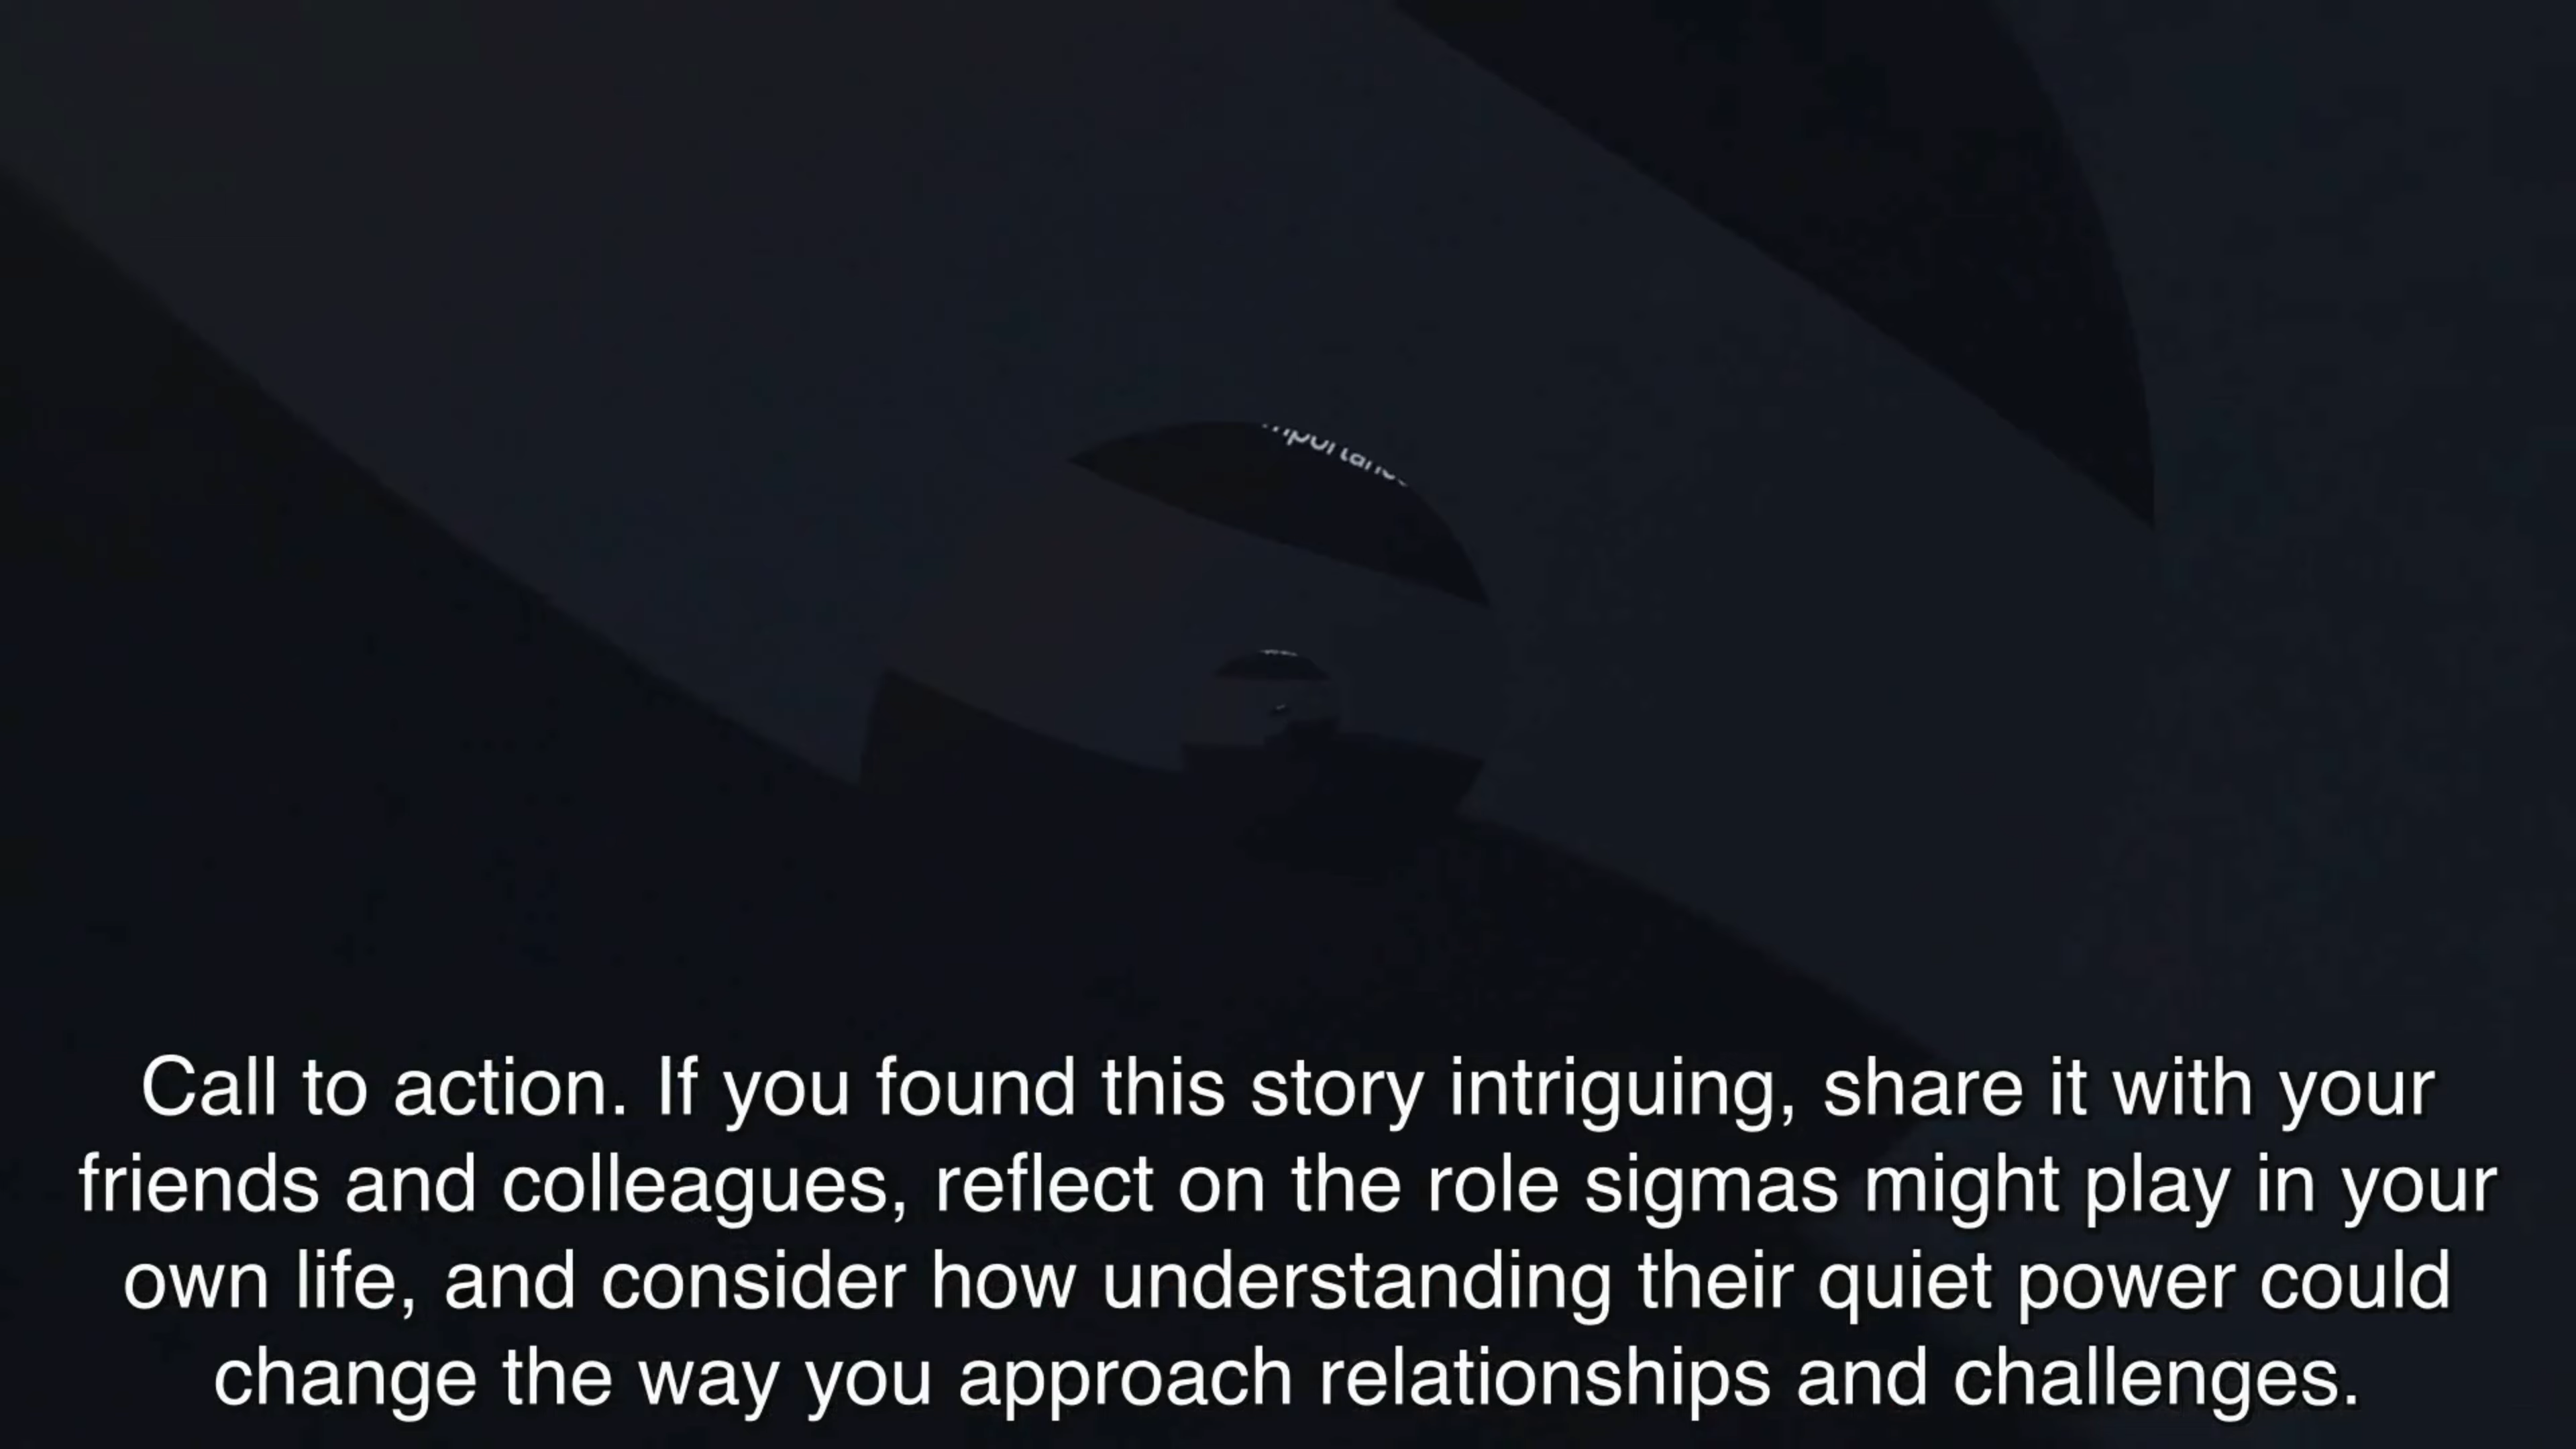 Call to action. If you found this story intriguing, share it with your
friends and colleagues, reflect on the role sigmas might play in your
own life, and consider how understanding their quiet power could
change the way you approach relationships and challenges.